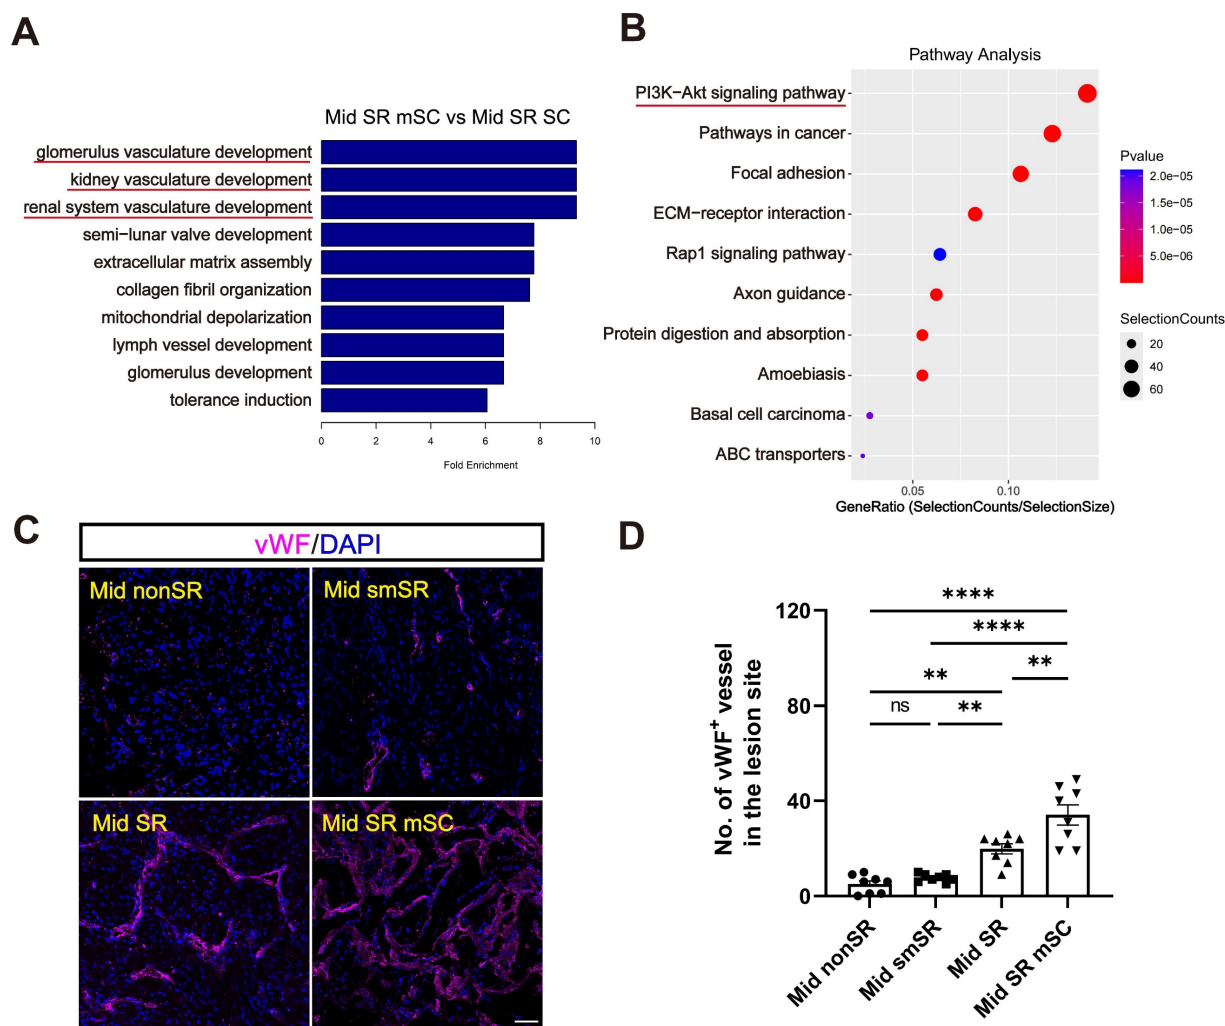 A
Mid SR mSC vs Mid SR SC
glomerulus vasculature development
kidney vasculature development
renal system vasculature development
semi−lunar valve development
extracellular matrix assembly
collagen fibril organization
mitochondrial depolarization
lymph vessel development
glomerulus development
tolerance induction
0 2 4 6 8 10
Fold Enrichment
B
Pathway Analysis
PI3K−Akt signaling pathway
Pathways in cancer
Focal adhesion
ECM−receptor interaction
Rap1 signaling pathway
Axon guidance
Protein digestion and absorption
Amoebiasis
Basal cell carcinoma
ABC transporters
0.05 0.10
GeneRatio (SelectionCounts/SelectionSize)
Pvalue
2.0e−05
1.5e−05
1.0e−05
5.0e−06
SelectionCounts
20
40
60
C
vWF/DAPI
Mid nonSR
Mid smSR
Mid SR
Mid SR mSC
D
No. of vWF⁺ vessel
in the lesion site
120
80
40
0
****
****
** **
ns **
Mid nonSR
Mid smSR
Mid SR
Mid SR mSC